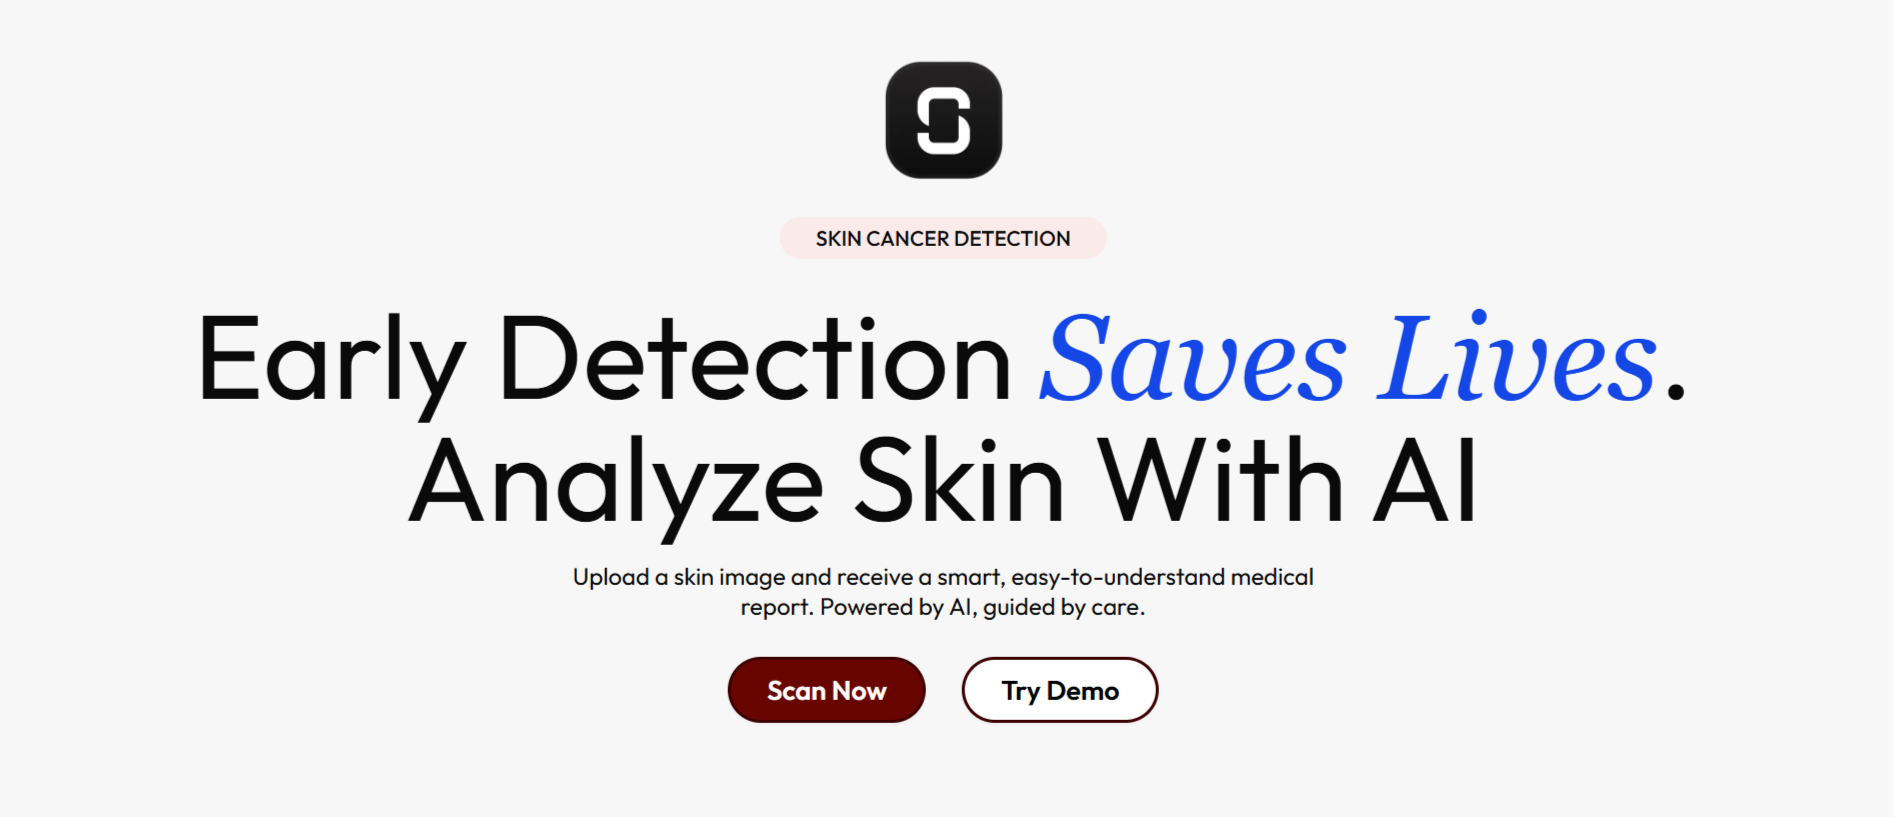 SKIN CANCER DETECTION
Early Detection Saves Lives.
Analyze Skin With AI
Upload a skin image and receive a smart, easy-to-understand medical
report. Powered by AI, guided by care.
Scan Now
Try Demo